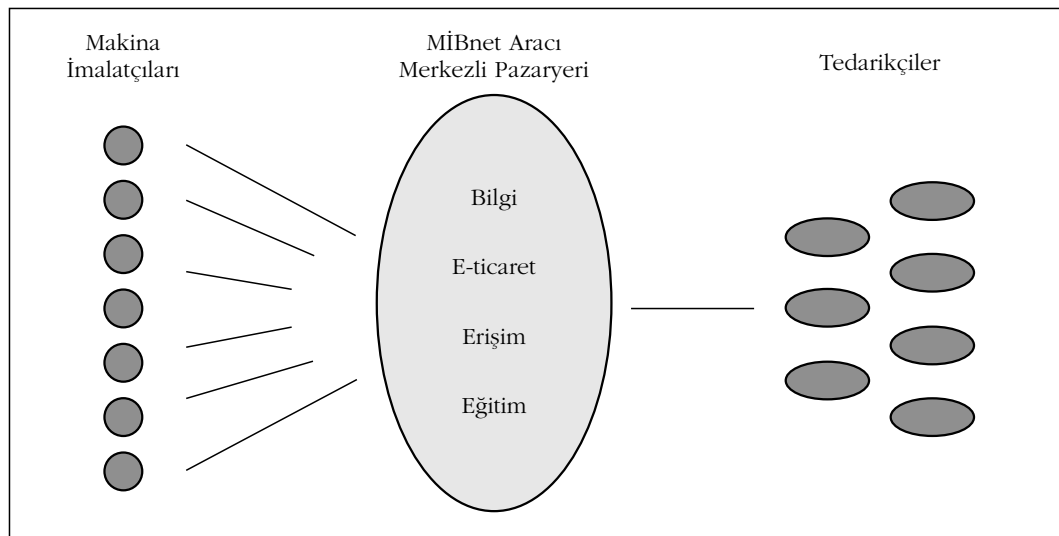 Makina
İmalatçıları
MİBnet Aracı
Merkezli Pazaryeri
Tedarikçiler
Bilgi
E-ticaret
Erişim
Eğitim